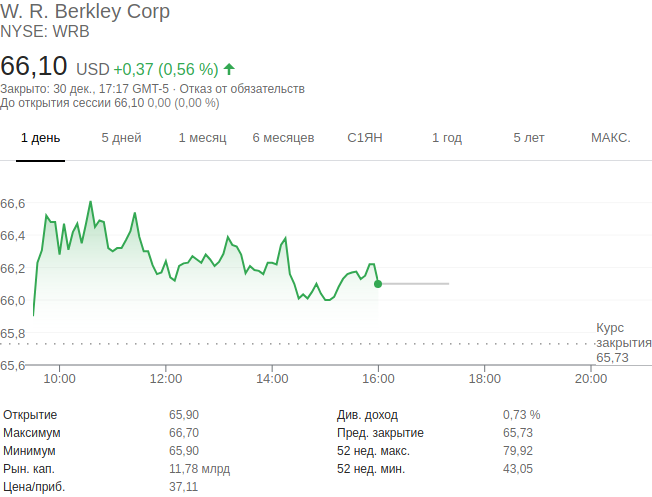 W. R. Berkley Corp
NYSE: WRB
66,10 USD +0,37 (0,56 %)
Закрыто: 30 дек., 17:17 GMT-5 · Отказ от обязательств
До открытия сессии 66,10 0,00 (0,00 %)
1 день 5 дней 1 месяц 6 месяцев С1ЯН 1 год 5 лет МАКС.
66,6
66,4
66,2
66,0
65,8
65,6
Курс
закрытия
65,73
10:00 12:00 14:00 16:00 18:00 20:00
Открытие 65,90 Див. доход 0,73 %
Максимум 66,70 Пред. закрытие 65,73
Минимум 65,90 52 нед. макс. 79,92
Рын. кап. 11,78 млрд 52 нед. мин. 43,05
Цена/приб. 37,11